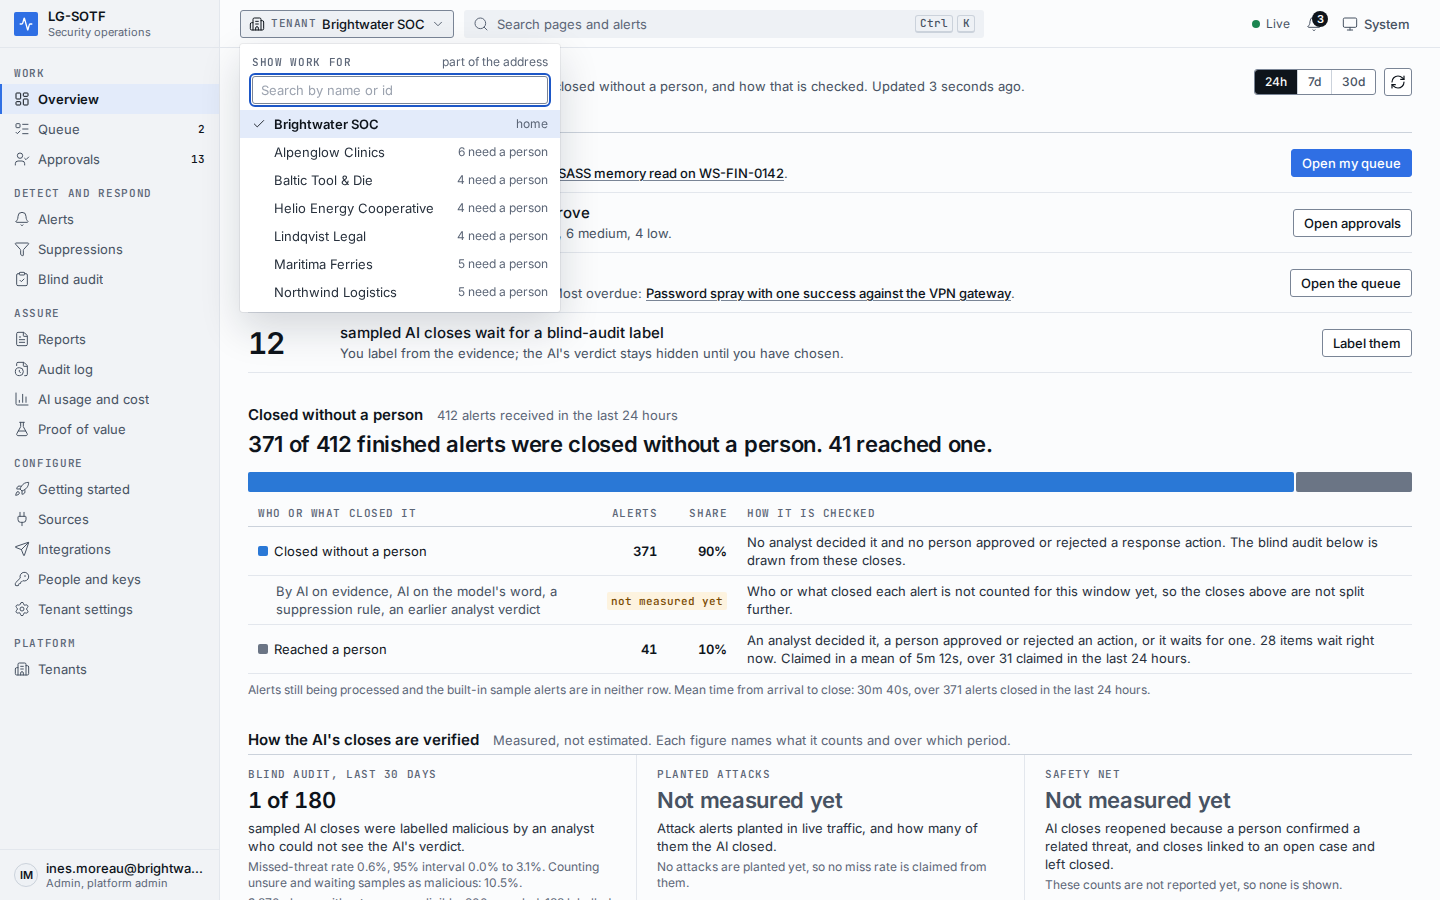 LG-SOTF
Security operations
TENANT Brightwater SOC
Search pages and alerts
Ctrl K
Live
3
System
WORK
Overview
Queue 2
Approvals 13
DETECT AND RESPOND
Alerts
Suppressions
Blind audit
ASSURE
Reports
Audit log
AI usage and cost
Proof of value
CONFIGURE
Getting started
Sources
Integrations
People and keys
Tenant settings
PLATFORM
Tenants
IM
ines.moreau@brightwa...
Admin, platform admin
SHOW WORK FOR part of the address
Search by name or id
Brightwater SOC home
Alpenglow Clinics 6 need a person
Baltic Tool & Die 4 need a person
Helio Energy Cooperative 4 need a person
Lindqvist Legal 4 need a person
Maritima Ferries 5 need a person
Northwind Logistics 5 need a person
closed without a person, and how that is checked. Updated 3 seconds ago.
24h 7d 30d
SASS memory read on WS-FIN-0142.
Open my queue
rove
, 6 medium, 4 low.
Open approvals
Most overdue: Password spray with one success against the VPN gateway.
Open the queue
12
sampled AI closes wait for a blind-audit label
You label from the evidence; the AI's verdict stays hidden until you have chosen.
Label them
Closed without a person 412 alerts received in the last 24 hours
371 of 412 finished alerts were closed without a person. 41 reached one.
WHO OR WHAT CLOSED IT ALERTS SHARE HOW IT IS CHECKED
Closed without a person 371 90% No analyst decided it and no person approved or rejected a response action. The blind audit below is
drawn from these closes.
By AI on evidence, AI on the model's word, a
suppression rule, an earlier analyst verdict
not measured yet
Who or what closed each alert is not counted for this window yet, so the closes above are not split
further.
Reached a person 41 10% An analyst decided it, a person approved or rejected an action, or it waits for one. 28 items wait right
now. Claimed in a mean of 5m 12s, over 31 claimed in the last 24 hours.
Alerts still being processed and the built-in sample alerts are in neither row. Mean time from arrival to close: 30m 40s, over 371 alerts closed in the last 24 hours.
How the AI's closes are verified Measured, not estimated. Each figure names what it counts and over which period.
BLIND AUDIT, LAST 30 DAYS
1 of 180
sampled AI closes were labelled malicious by an analyst
who could not see the AI's verdict.
Missed-threat rate 0.6%, 95% interval 0.0% to 3.1%. Counting
unsure and waiting samples as malicious: 10.5%.
PLANTED ATTACKS
Not measured yet
Attack alerts planted in live traffic, and how many of
them the AI closed.
No attacks are planted yet, so no miss rate is claimed from
them.
SAFETY NET
Not measured yet
AI closes reopened because a person confirmed a
related threat, and closes linked to an open case and
left closed.
These counts are not reported yet, so none is shown.